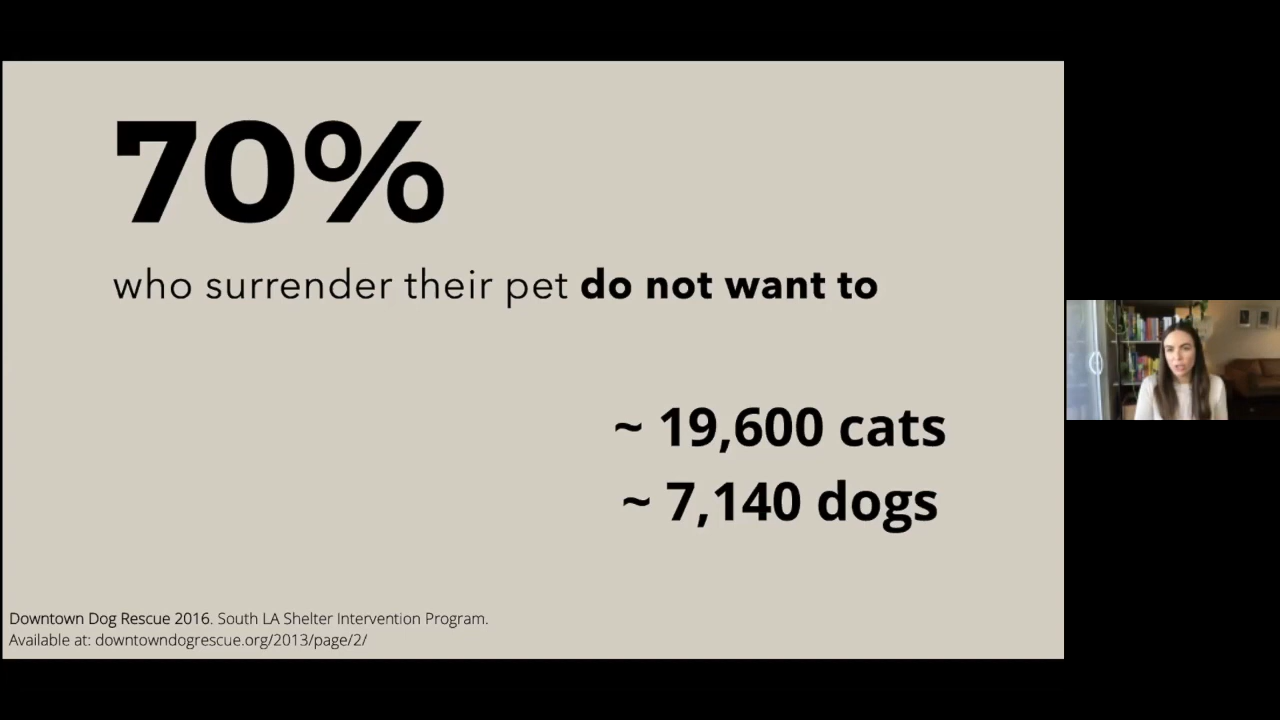 70%
who surrender their pet do not want to
~ 19,600 cats
~ 7,140 dogs
Downtown Dog Rescue 2016. South LA Shelter Intervention Program.
Available at: downtowndogrescue.org/2013/page/2/